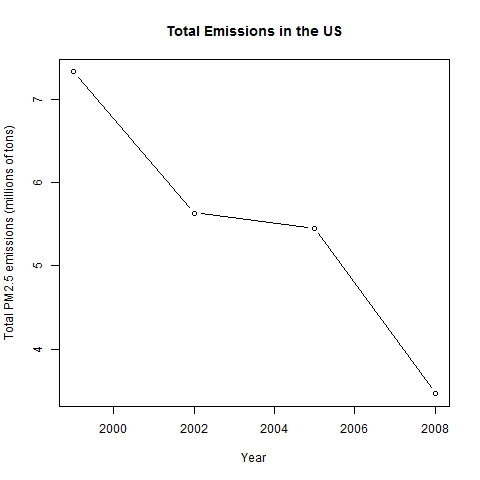 Total Emissions in the US
Total PM2.5 emissions (millions of tons)
7
6
5
4
2000 2002 2004 2006 2008
Year